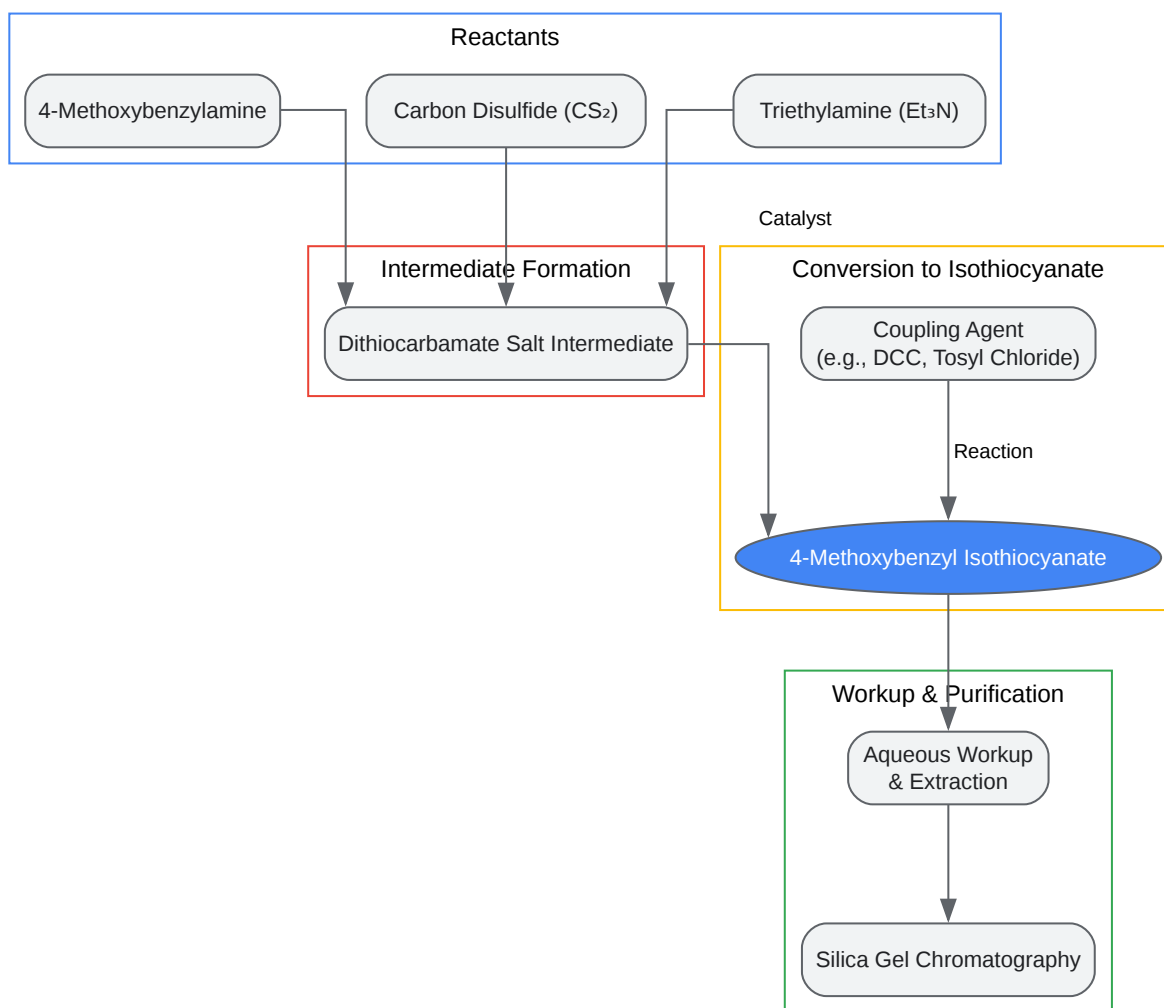 Reactants
4-Methoxybenzylamine
Carbon Disulfide (CS₂)
Triethylamine (Et₃N)
Catalyst
Intermediate Formation
Conversion to Isothiocyanate
Dithiocarbamate Salt Intermediate
Coupling Agent
(e.g., DCC, Tosyl Chloride)
Reaction
4-Methoxybenzyl Isothiocyanate
Workup & Purification
Aqueous Workup
& Extraction
Silica Gel Chromatography